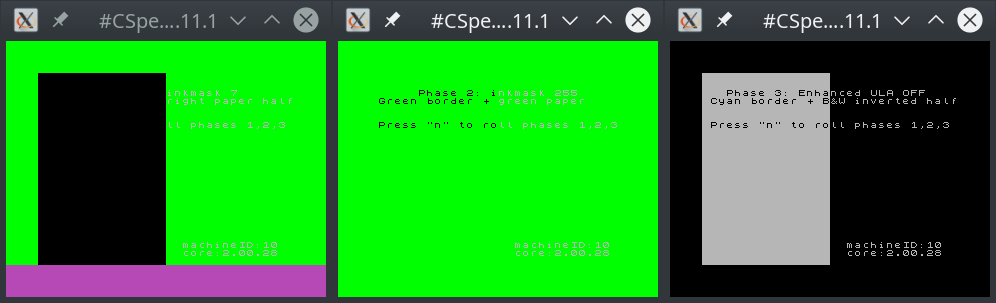 #CSpe....11.1
inkmask 7
right paper half
ll phases 1,2,3
machineID:10
core:2.00.28
#CSpe....11.1
Phase 2: inkmask 255
Green border + green paper
Press "n" to roll phases 1,2,3
machineID:10
core:2.00.28
#CSpe....11.1
Phase 3: Enhanced ULA OFF
Cyan border + B&W inverted half
Press "n" to roll phases 1,2,3
machineID:10
core:2.00.28